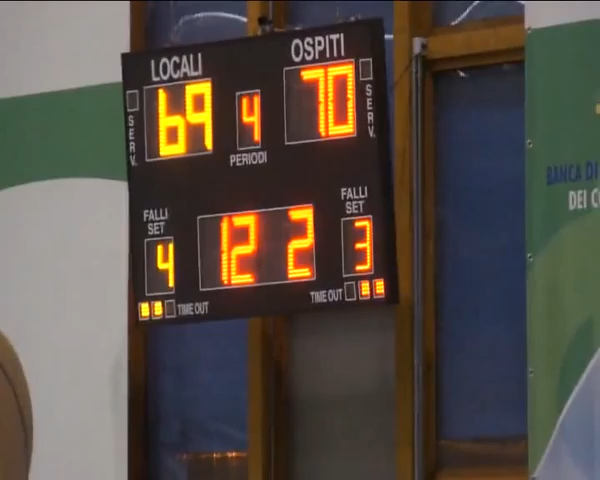 LOCALI OSPITI
69 4 70
SERV. PERIODI SERV.
FALLI SET FALLI SET
4 12 2 3
TIME OUT TIME OUT
BANCA DI
DEI